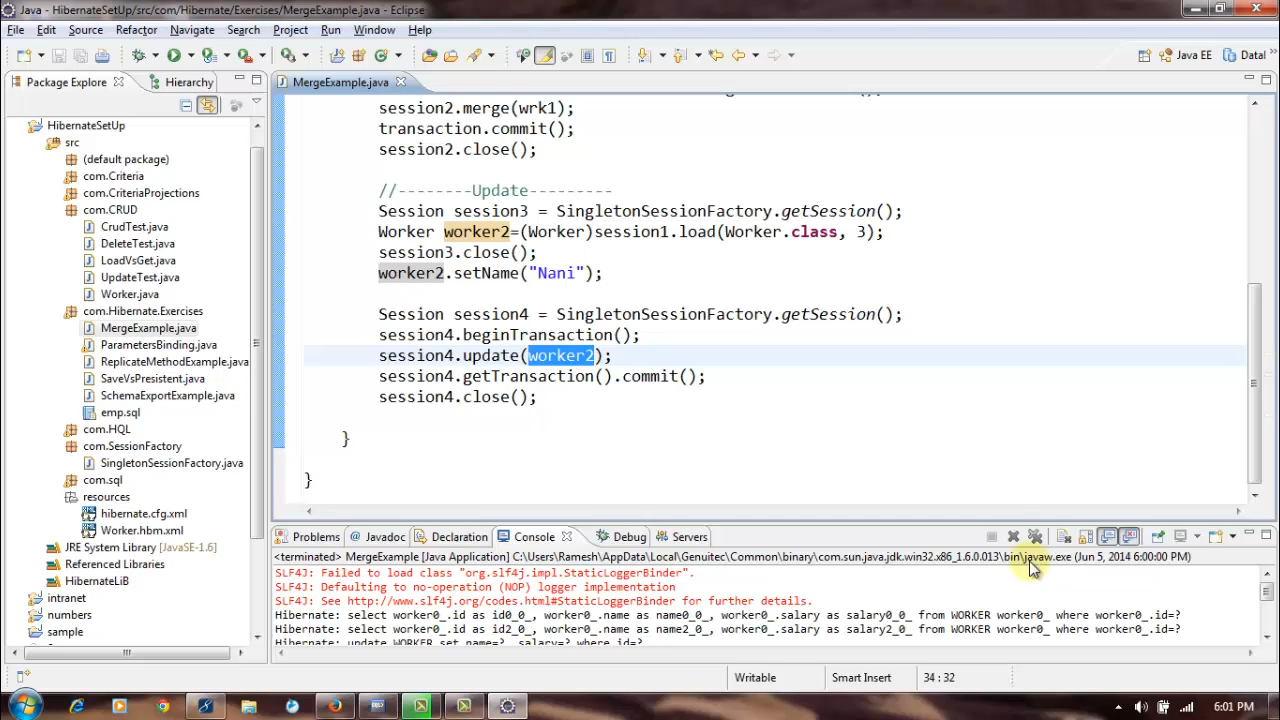 Java - HibernateSetUp/src/com/Hibernate/Exercises/MergeExample.java - Eclipse
File Edit Source Refactor Navigate Search Project Run Window Help
Java EE Datal
Package Explore Hierarchy
MergeExample.java
HibernateSetUp
src
(default package)
com.Criteria
com.CriteriaProjections
com.CRUD
CrudTest.java
DeleteTest.java
LoadVsGet.java
UpdateTest.java
Worker.java
com.Hibernate.Exercises
MergeExample.java
ParametersBinding.java
ReplicateMethodExample.java
SaveVsPresistent.java
SchemaExportExample.java
emp.sql
com.HQL
com.SessionFactory
SingletonSessionFactory.java
com.sql
resources
hibernate.cfg.xml
Worker.hbm.xml
JRE System Library [JavaSE-1.6]
Referenced Libraries
HibernateLiB
intranet
numbers
sample
session2.merge(wrk1);
transaction.commit();
session2.close();
//--------Update---------
Session session3 = SingletonSessionFactory.getSession();
Worker worker2=(Worker)session1.load(Worker.class, 3);
session3.close();
worker2.setName("Nani");
Session session4 = SingletonSessionFactory.getSession();
session4.beginTransaction();
session4.update(worker2);
session4.getTransaction().commit();
session4.close();
}
}
Problems Javadoc Declaration Console Debug Servers
<terminated> MergeExample [Java Application] C:\Users\Ramesh\AppData\Local\Genuitec\Common\binary\com.sun.java.jdk.win32.x86_1.6.0.013\bin\javaw.exe (Jun 5, 2014 6:00:00 PM)
SLF4J: Failed to load class "org.slf4j.impl.StaticLoggerBinder".
SLF4J: Defaulting to no-operation (NOP) logger implementation
SLF4J: See http://www.slf4j.org/codes.html#StaticLoggerBinder for further details.
Hibernate: select worker0_.id as id0_0_, worker0_.name as name0_0_, worker0_.salary as salary0_0_ from WORKER worker0_ where worker0_.id=?
Hibernate: select worker0_.id as id2_0_, worker0_.name as name2_0_, worker0_.salary as salary2_0_ from WORKER worker0_ where worker0_.id=?
Hibernate: update WORKER set name=?, salary=? where id=?
Writable Smart Insert 34 : 32
6:01 PM